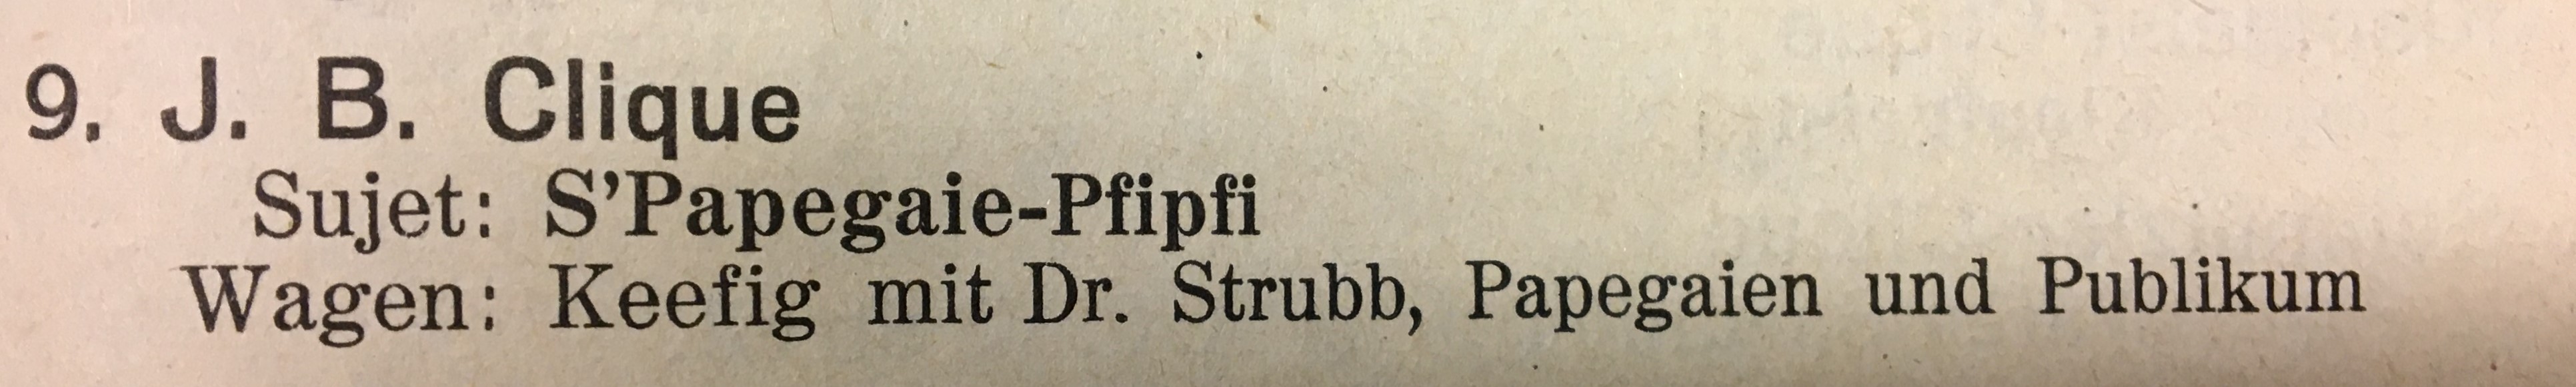 9. J. B. Clique
Sujet: S'Papegaie-Pfipfi
Wagen: Keefig mit Dr. Strubb, Papegaien und Publikum